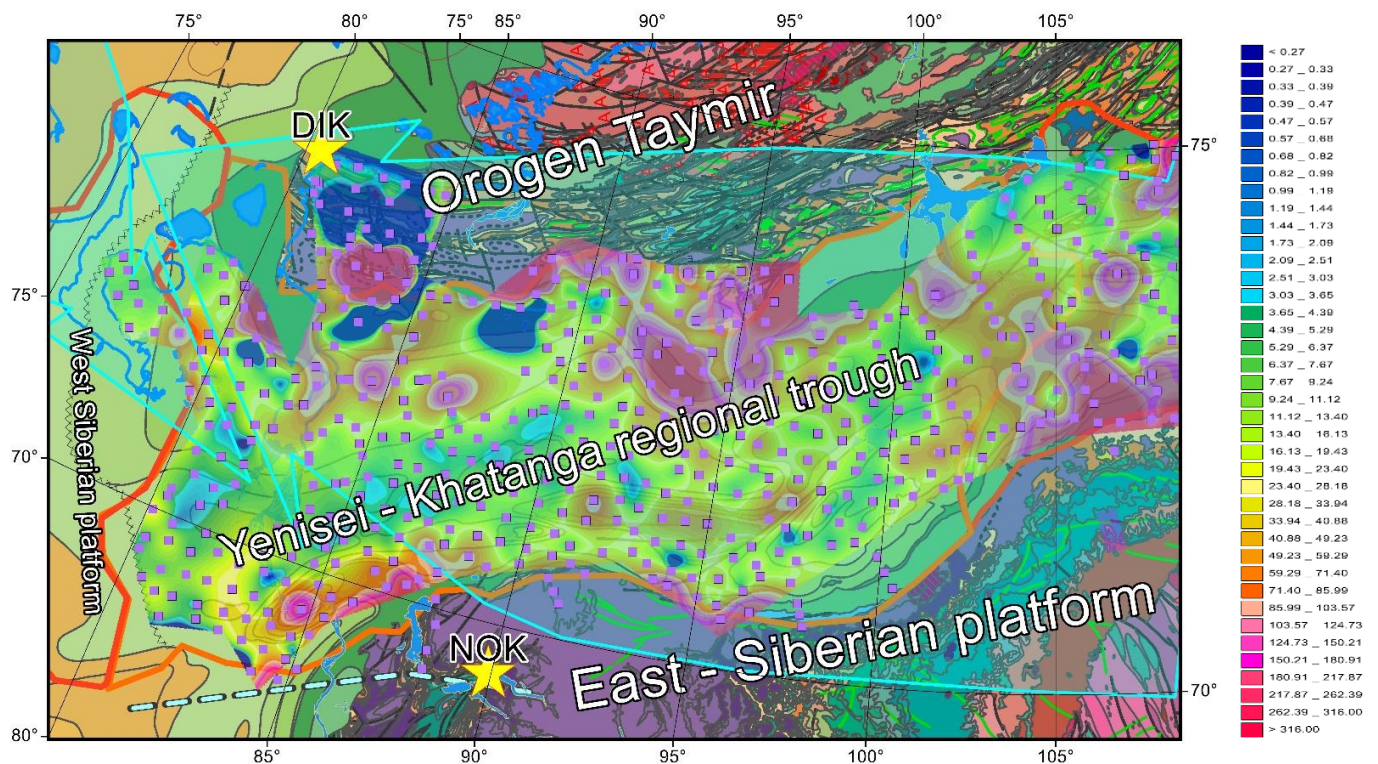 75° 80° 75° 85° 90° 95° 100° 105°
DIK
Orogen Taymir
75°
75°
West Siberian platform
Yenisei - Khatanga regional trough
70°
NOK
East - Siberian platform
70°
80°
85° 90° 95° 100° 105°
< 0.27
0.27 _ 0.33
0.33 _ 0.39
0.39 _ 0.47
0.47 _ 0.57
0.57 _ 0.68
0.68 _ 0.82
0.82 _ 0.99
0.99 _ 1.19
1.19 _ 1.44
1.44 _ 1.73
1.73 _ 2.09
2.09 _ 2.51
2.51 _ 3.03
3.03 _ 3.65
3.65 _ 4.39
4.39 _ 5.29
5.29 _ 6.37
6.37 _ 7.67
7.67 _ 9.24
9.24 _ 11.12
11.12 _ 13.40
13.40 _ 16.13
16.13 _ 19.43
19.43 _ 23.40
23.40 _ 28.18
28.18 _ 33.94
33.94 _ 40.88
40.88 _ 49.23
49.23 _ 59.29
59.29 _ 71.40
71.40 _ 85.99
85.99 _ 103.57
103.57 _ 124.73
124.73 _ 150.21
150.21 _ 180.91
180.91 _ 217.87
217.87 _ 262.39
262.39 _ 316.00
> 316.00